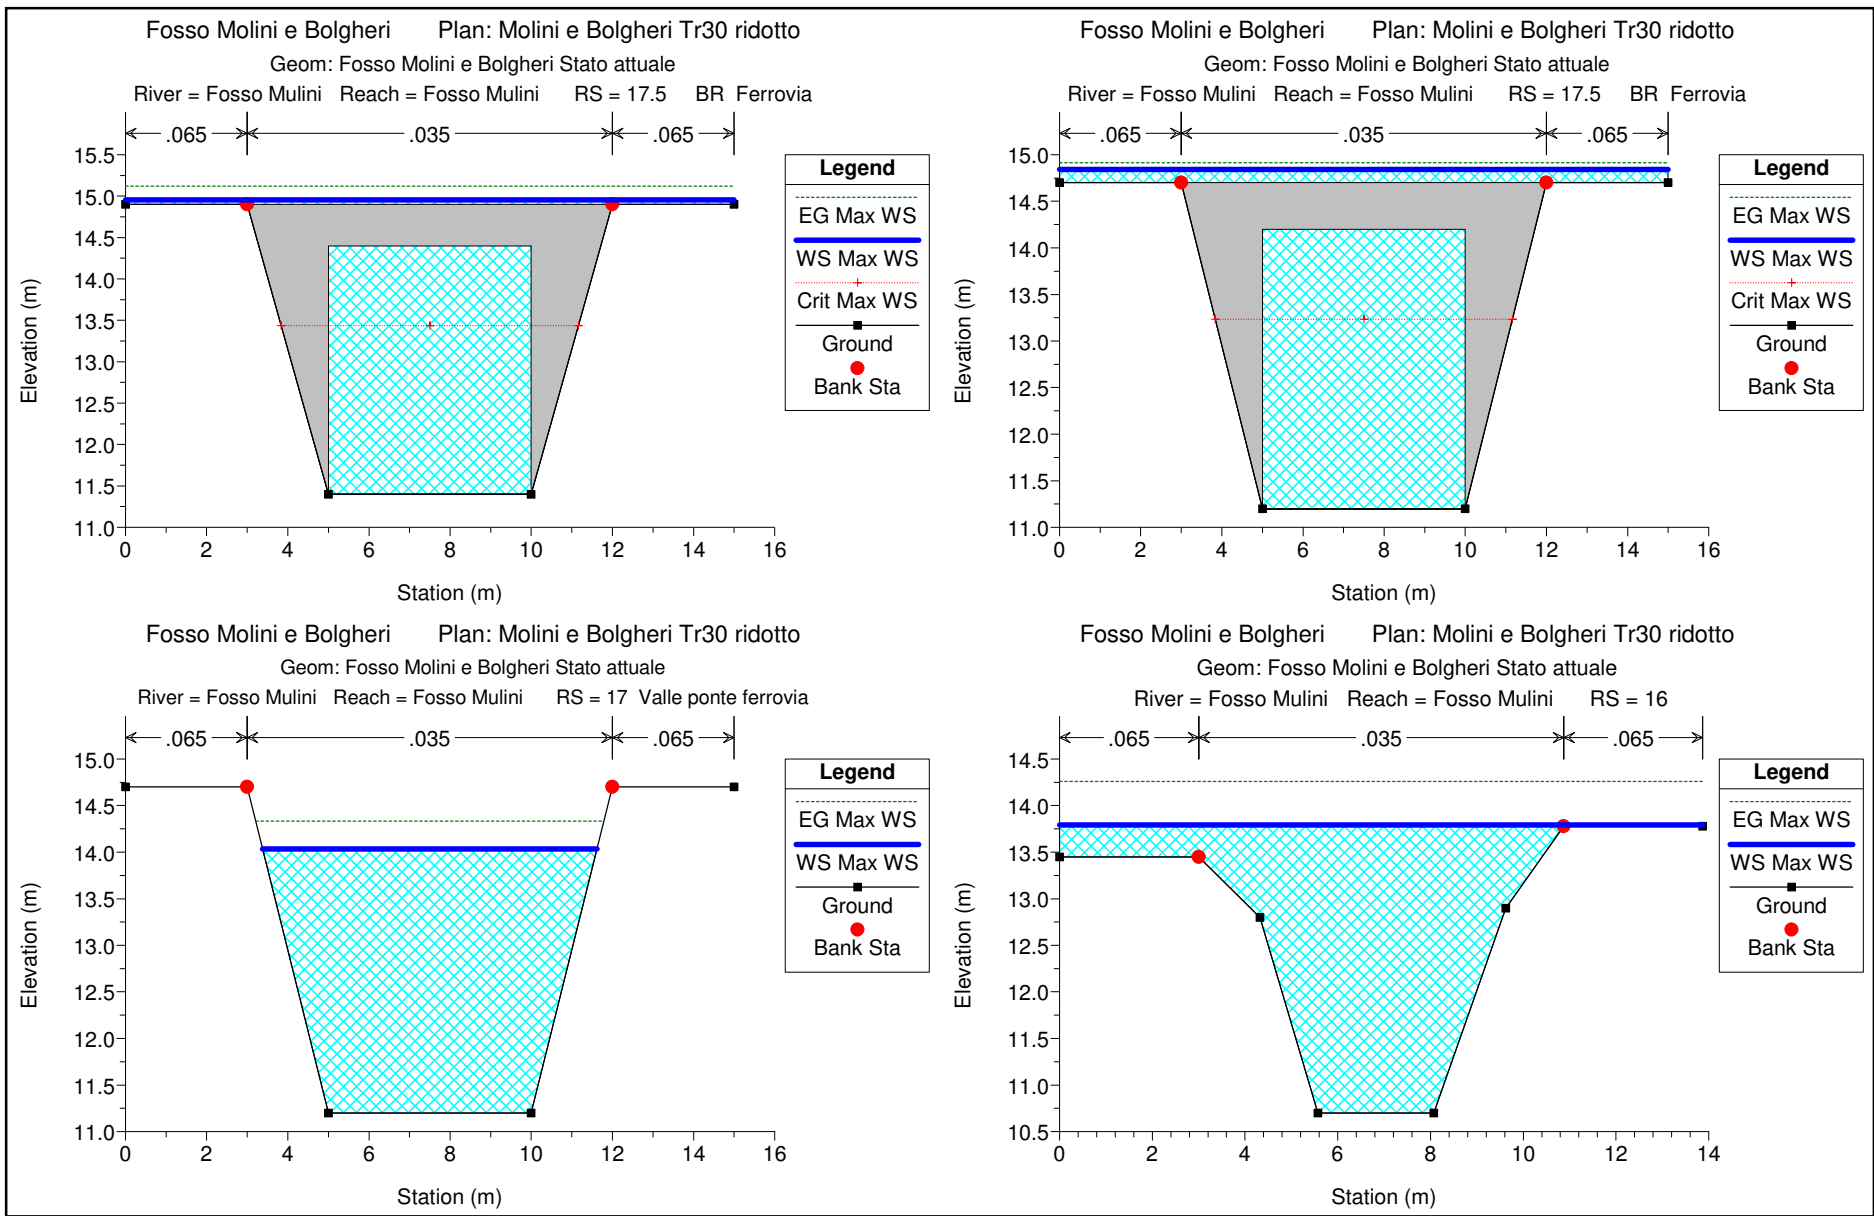 Fosso Molini e Bolgheri Plan: Molini e Bolgheri Tr30 ridotto
Geom: Fosso Molini e Bolgheri Stato attuale
River = Fosso Mulini Reach = Fosso Mulini RS = 17.5 BR Ferrovia
.065 .035 .065
15.5
15.0
14.5
14.0
13.5
13.0
12.5
12.0
11.5
11.0
Elevation (m)
0 2 4 6 8 10 12 14 16
Station (m)
Legend
EG Max WS
WS Max WS
Crit Max WS
Ground
Bank Sta
Fosso Molini e Bolgheri Plan: Molini e Bolgheri Tr30 ridotto
Geom: Fosso Molini e Bolgheri Stato attuale
River = Fosso Mulini Reach = Fosso Mulini RS = 17.5 BR Ferrovia
.065 .035 .065
15.0
14.5
14.0
13.5
13.0
12.5
12.0
11.5
11.0
Elevation (m)
0 2 4 6 8 10 12 14 16
Station (m)
Legend
EG Max WS
WS Max WS
Crit Max WS
Ground
Bank Sta
Fosso Molini e Bolgheri Plan: Molini e Bolgheri Tr30 ridotto
Geom: Fosso Molini e Bolgheri Stato attuale
River = Fosso Mulini Reach = Fosso Mulini RS = 17 Valle ponte ferrovia
.065 .035 .065
15.0
14.5
14.0
13.5
13.0
12.5
12.0
11.5
11.0
Elevation (m)
0 2 4 6 8 10 12 14 16
Station (m)
Legend
EG Max WS
WS Max WS
Ground
Bank Sta
Fosso Molini e Bolgheri Plan: Molini e Bolgheri Tr30 ridotto
Geom: Fosso Molini e Bolgheri Stato attuale
River = Fosso Mulini Reach = Fosso Mulini RS = 16
.065 .035 .065
14.5
14.0
13.5
13.0
12.5
12.0
11.5
11.0
10.5
Elevation (m)
0 2 4 6 8 10 12 14
Station (m)
Legend
EG Max WS
WS Max WS
Ground
Bank Sta